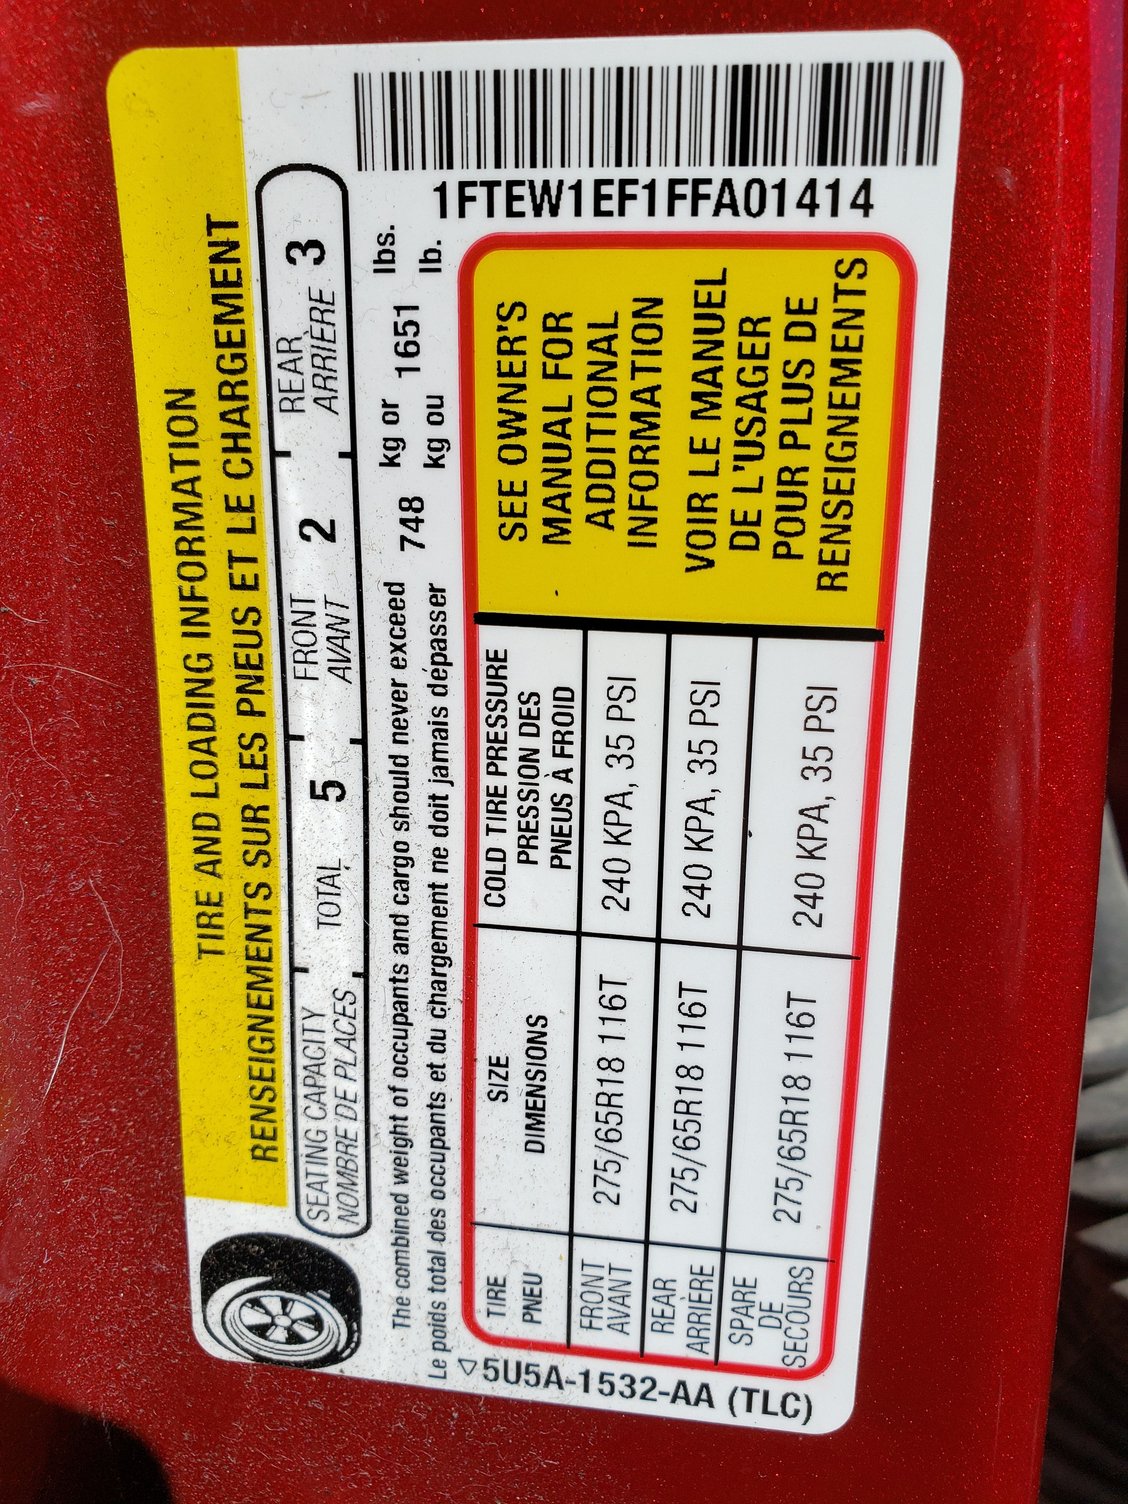 TIRE AND LOADING INFORMATION
RENSEIGNEMENTS SUR LES PNEUS ET LE CHARGEMENT
SEATING CAPACITY TOTAL 5 FRONT 2 REAR 3
NOMBRE DE PLACES AVANT ARRIÈRE
The combined weight of occupants and cargo should never exceed 748 kg or 1651 lbs.
Le poids total des occupants et du chargement ne doit jamais dépasser kg ou lb.
1FTEW1EF1FFA01414
TIRE SIZE COLD TIRE PRESSURE
PNEU DIMENSIONS PRESSION DES
PNEUS À FROID
FRONT
AVANT 275/65R18 116T 240 KPA, 35 PSI
REAR
ARRIÈRE 275/65R18 116T 240 KPA, 35 PSI
SPARE
DE
SECOURS 275/65R18 116T 240 KPA, 35 PSI
SEE OWNER'S
MANUAL FOR
ADDITIONAL
INFORMATION
VOIR LE MANUEL
DE L'USAGER
POUR PLUS DE
RENSEIGNEMENTS
5U5A-1532-AA (TLC)